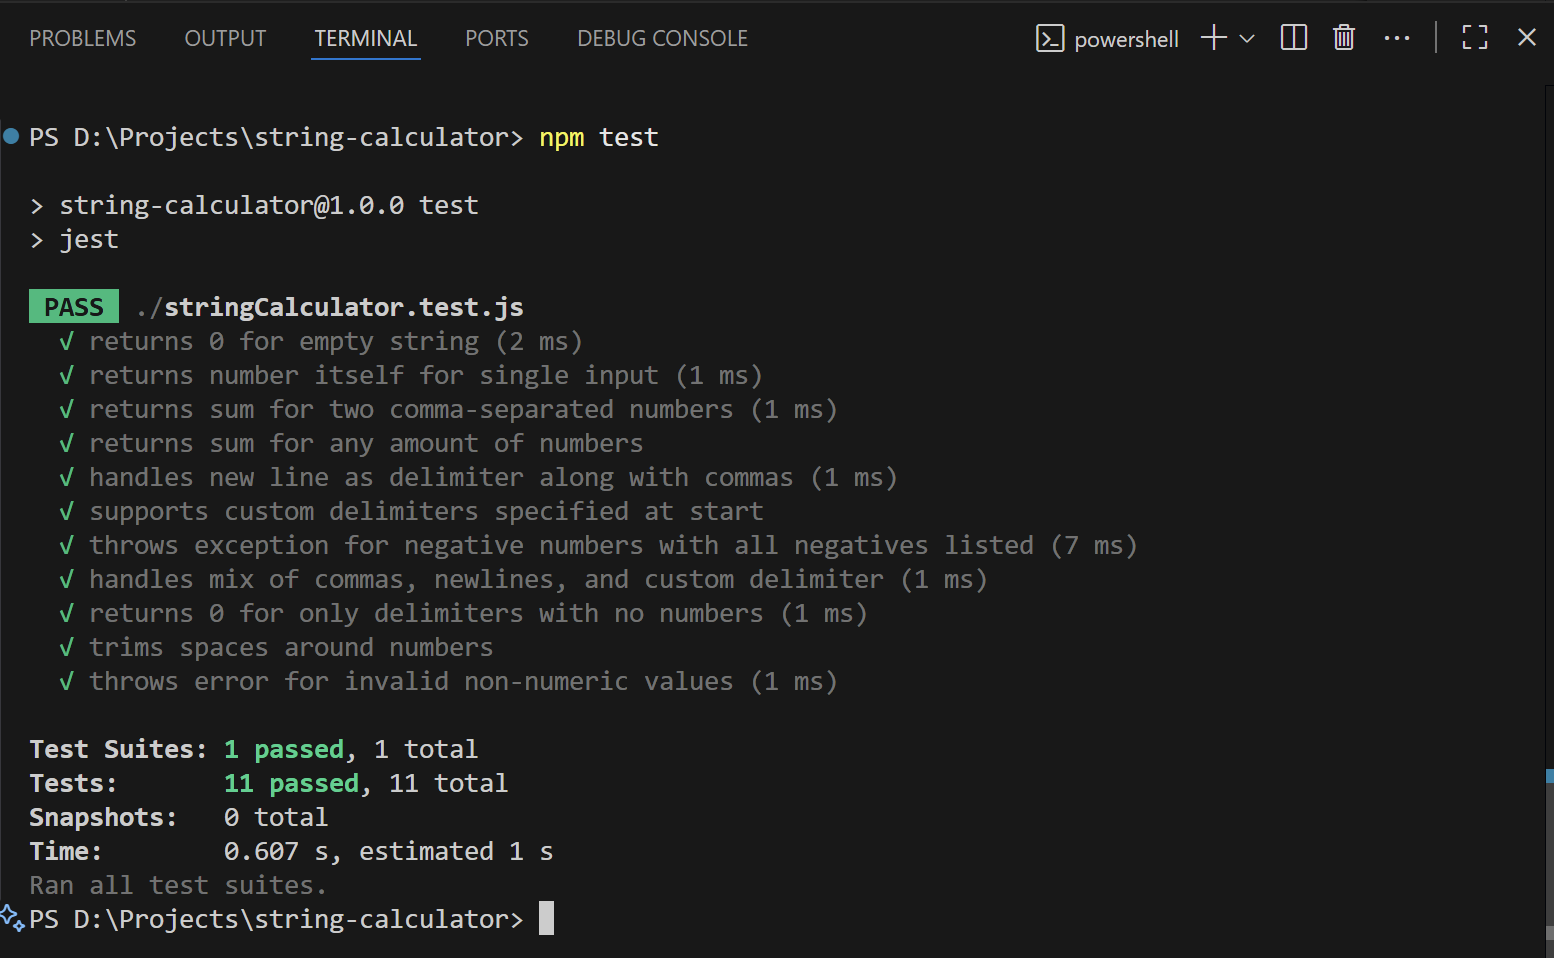 PROBLEMS OUTPUT TERMINAL PORTS DEBUG CONSOLE powershell
PS D:\Projects\string-calculator> npm test
> string-calculator@1.0.0 test
> jest
PASS ./stringCalculator.test.js
√ returns 0 for empty string (2 ms)
√ returns number itself for single input (1 ms)
√ returns sum for two comma-separated numbers (1 ms)
√ returns sum for any amount of numbers
√ handles new line as delimiter along with commas (1 ms)
√ supports custom delimiters specified at start
√ throws exception for negative numbers with all negatives listed (7 ms)
√ handles mix of commas, newlines, and custom delimiter (1 ms)
√ returns 0 for only delimiters with no numbers (1 ms)
√ trims spaces around numbers
√ throws error for invalid non-numeric values (1 ms)
Test Suites: 1 passed, 1 total
Tests: 11 passed, 11 total
Snapshots: 0 total
Time: 0.607 s, estimated 1 s
Ran all test suites.
PS D:\Projects\string-calculator>